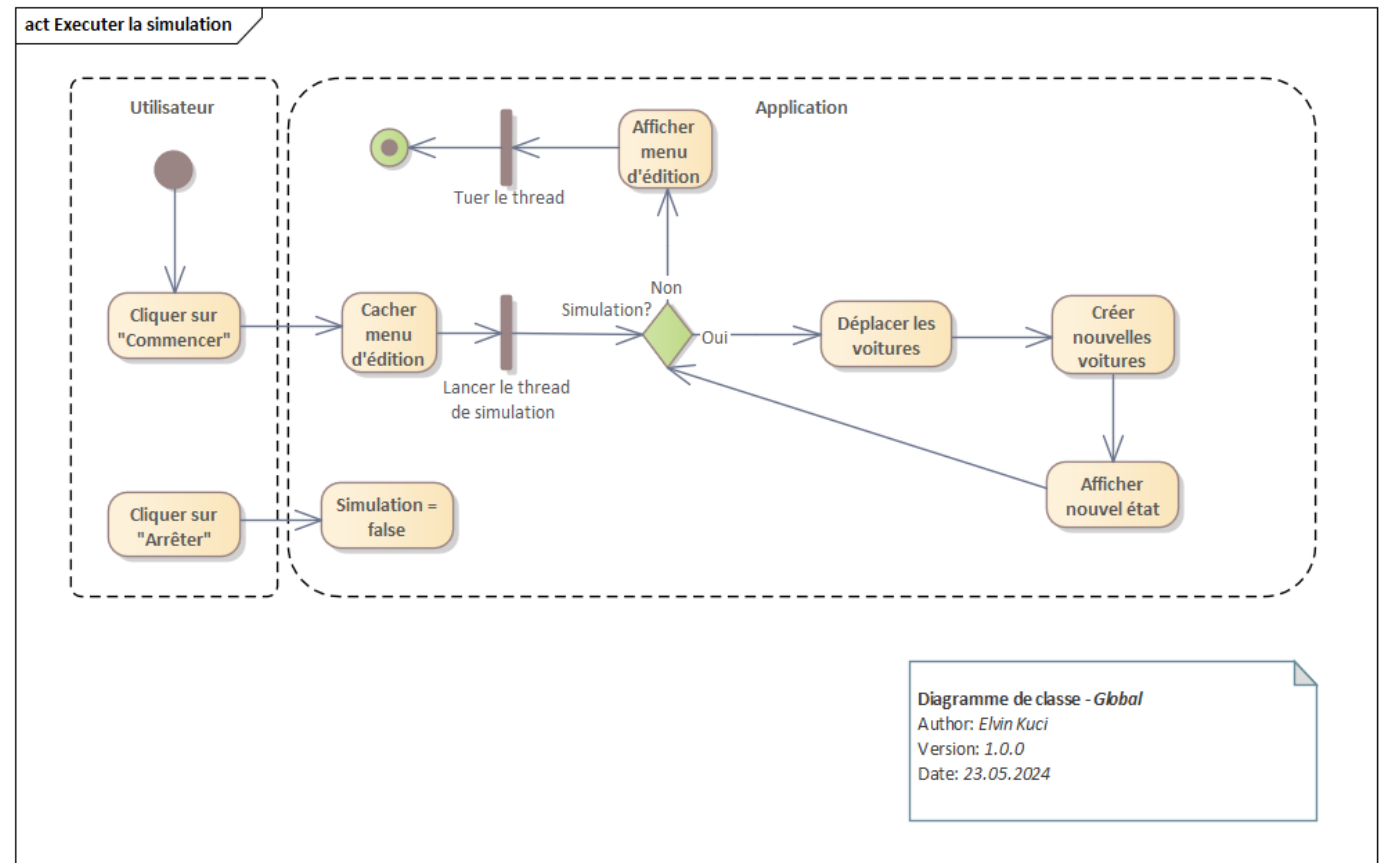 act Executer la simulation
Utilisateur
Application
Afficher
menu
d'édition
Tuer le thread
Non
Simulation?
Oui
Cliquer sur
"Commencer"
Cacher
menu
d'édition
Lancer le thread
de simulation
Déplacer les
voitures
Créer
nouvelles
voitures
Afficher
nouvel état
Cliquer sur
"Arrêter"
Simulation =
false
Diagramme de classe - Global
Author: Elvin Kuci
Version: 1.0.0
Date: 23.05.2024